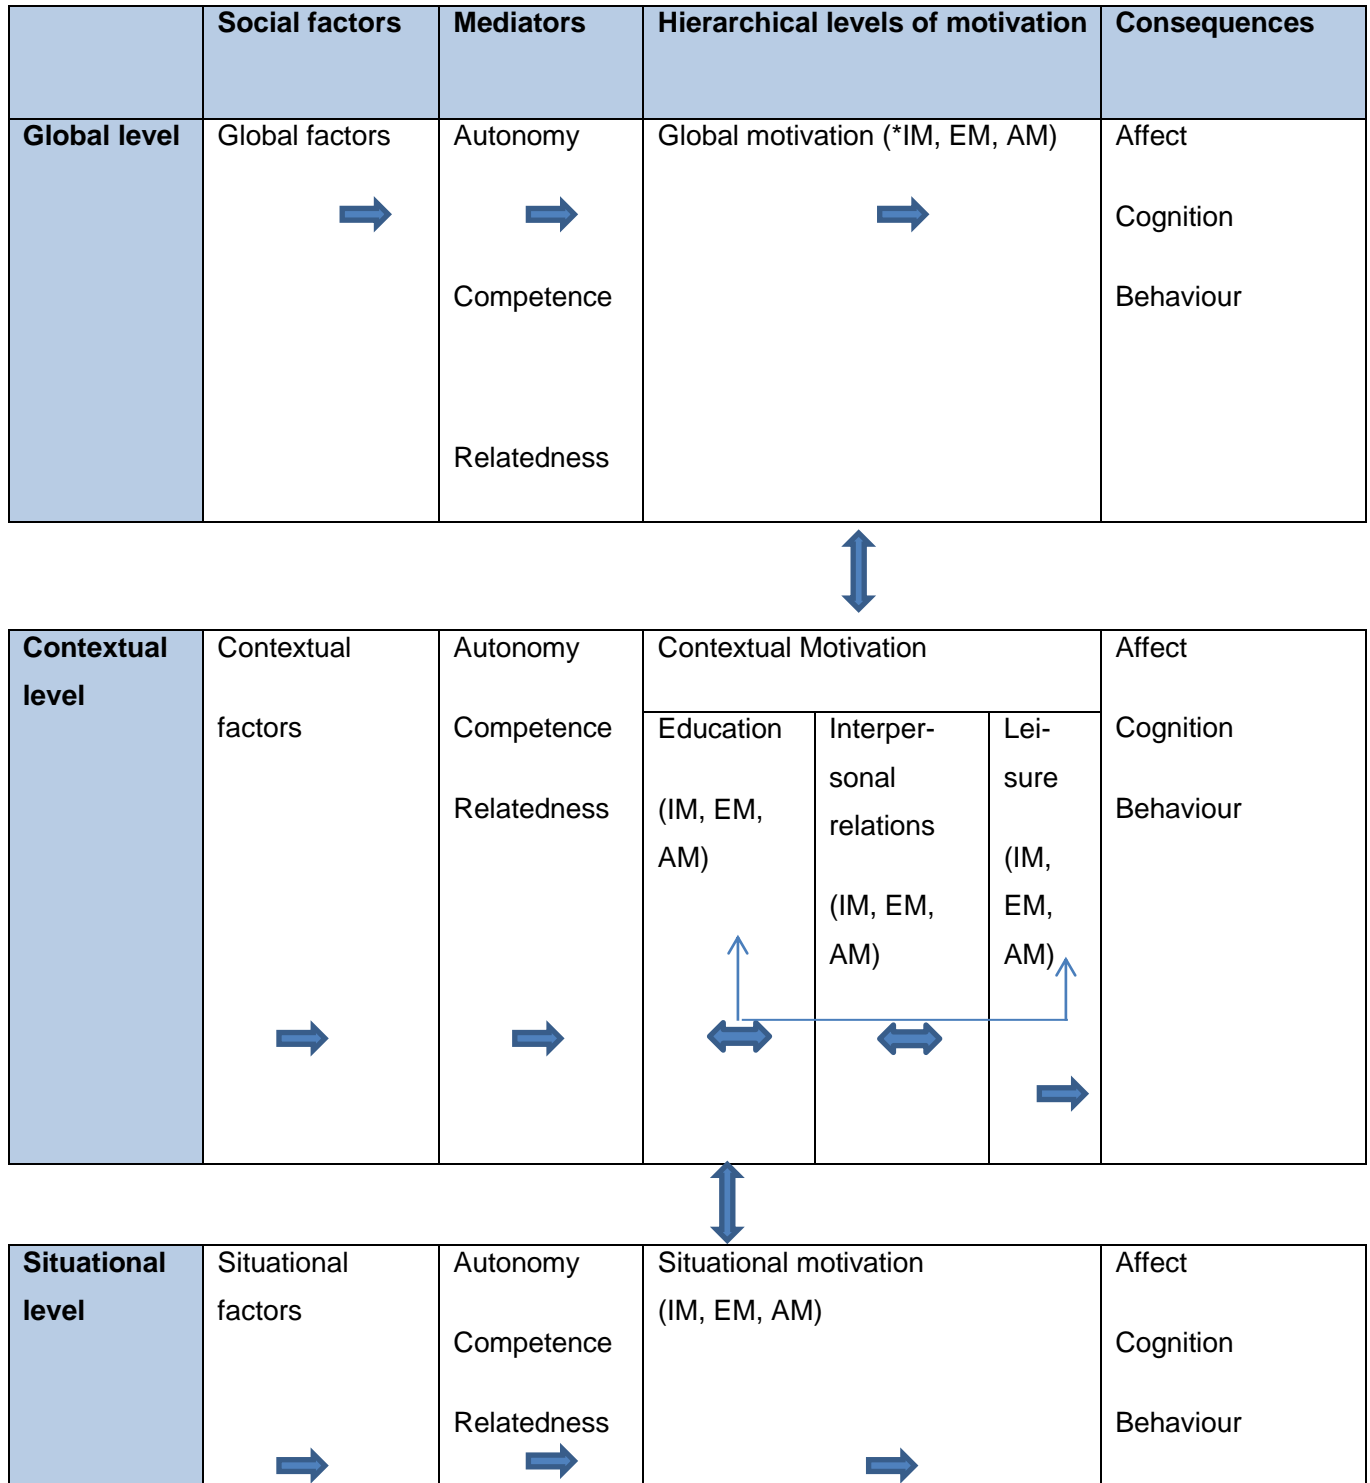 Social factors
Mediators
Hierarchical levels of motivation
Consequences
Global level
Global factors
Autonomy
Competence
Relatedness
Global motivation (*IM, EM, AM)
Affect
Cognition
Behaviour
Contextual
level
Contextual
factors
Autonomy
Competence
Relatedness
Contextual Motivation
Education
(IM, EM,
AM)
Interper-
sonal
relations
(IM, EM,
AM)
Lei-
sure
(IM,
EM,
AM)
Affect
Cognition
Behaviour
Situational
level
Situational
factors
Autonomy
Competence
Relatedness
Situational motivation
(IM, EM, AM)
Affect
Cognition
Behaviour